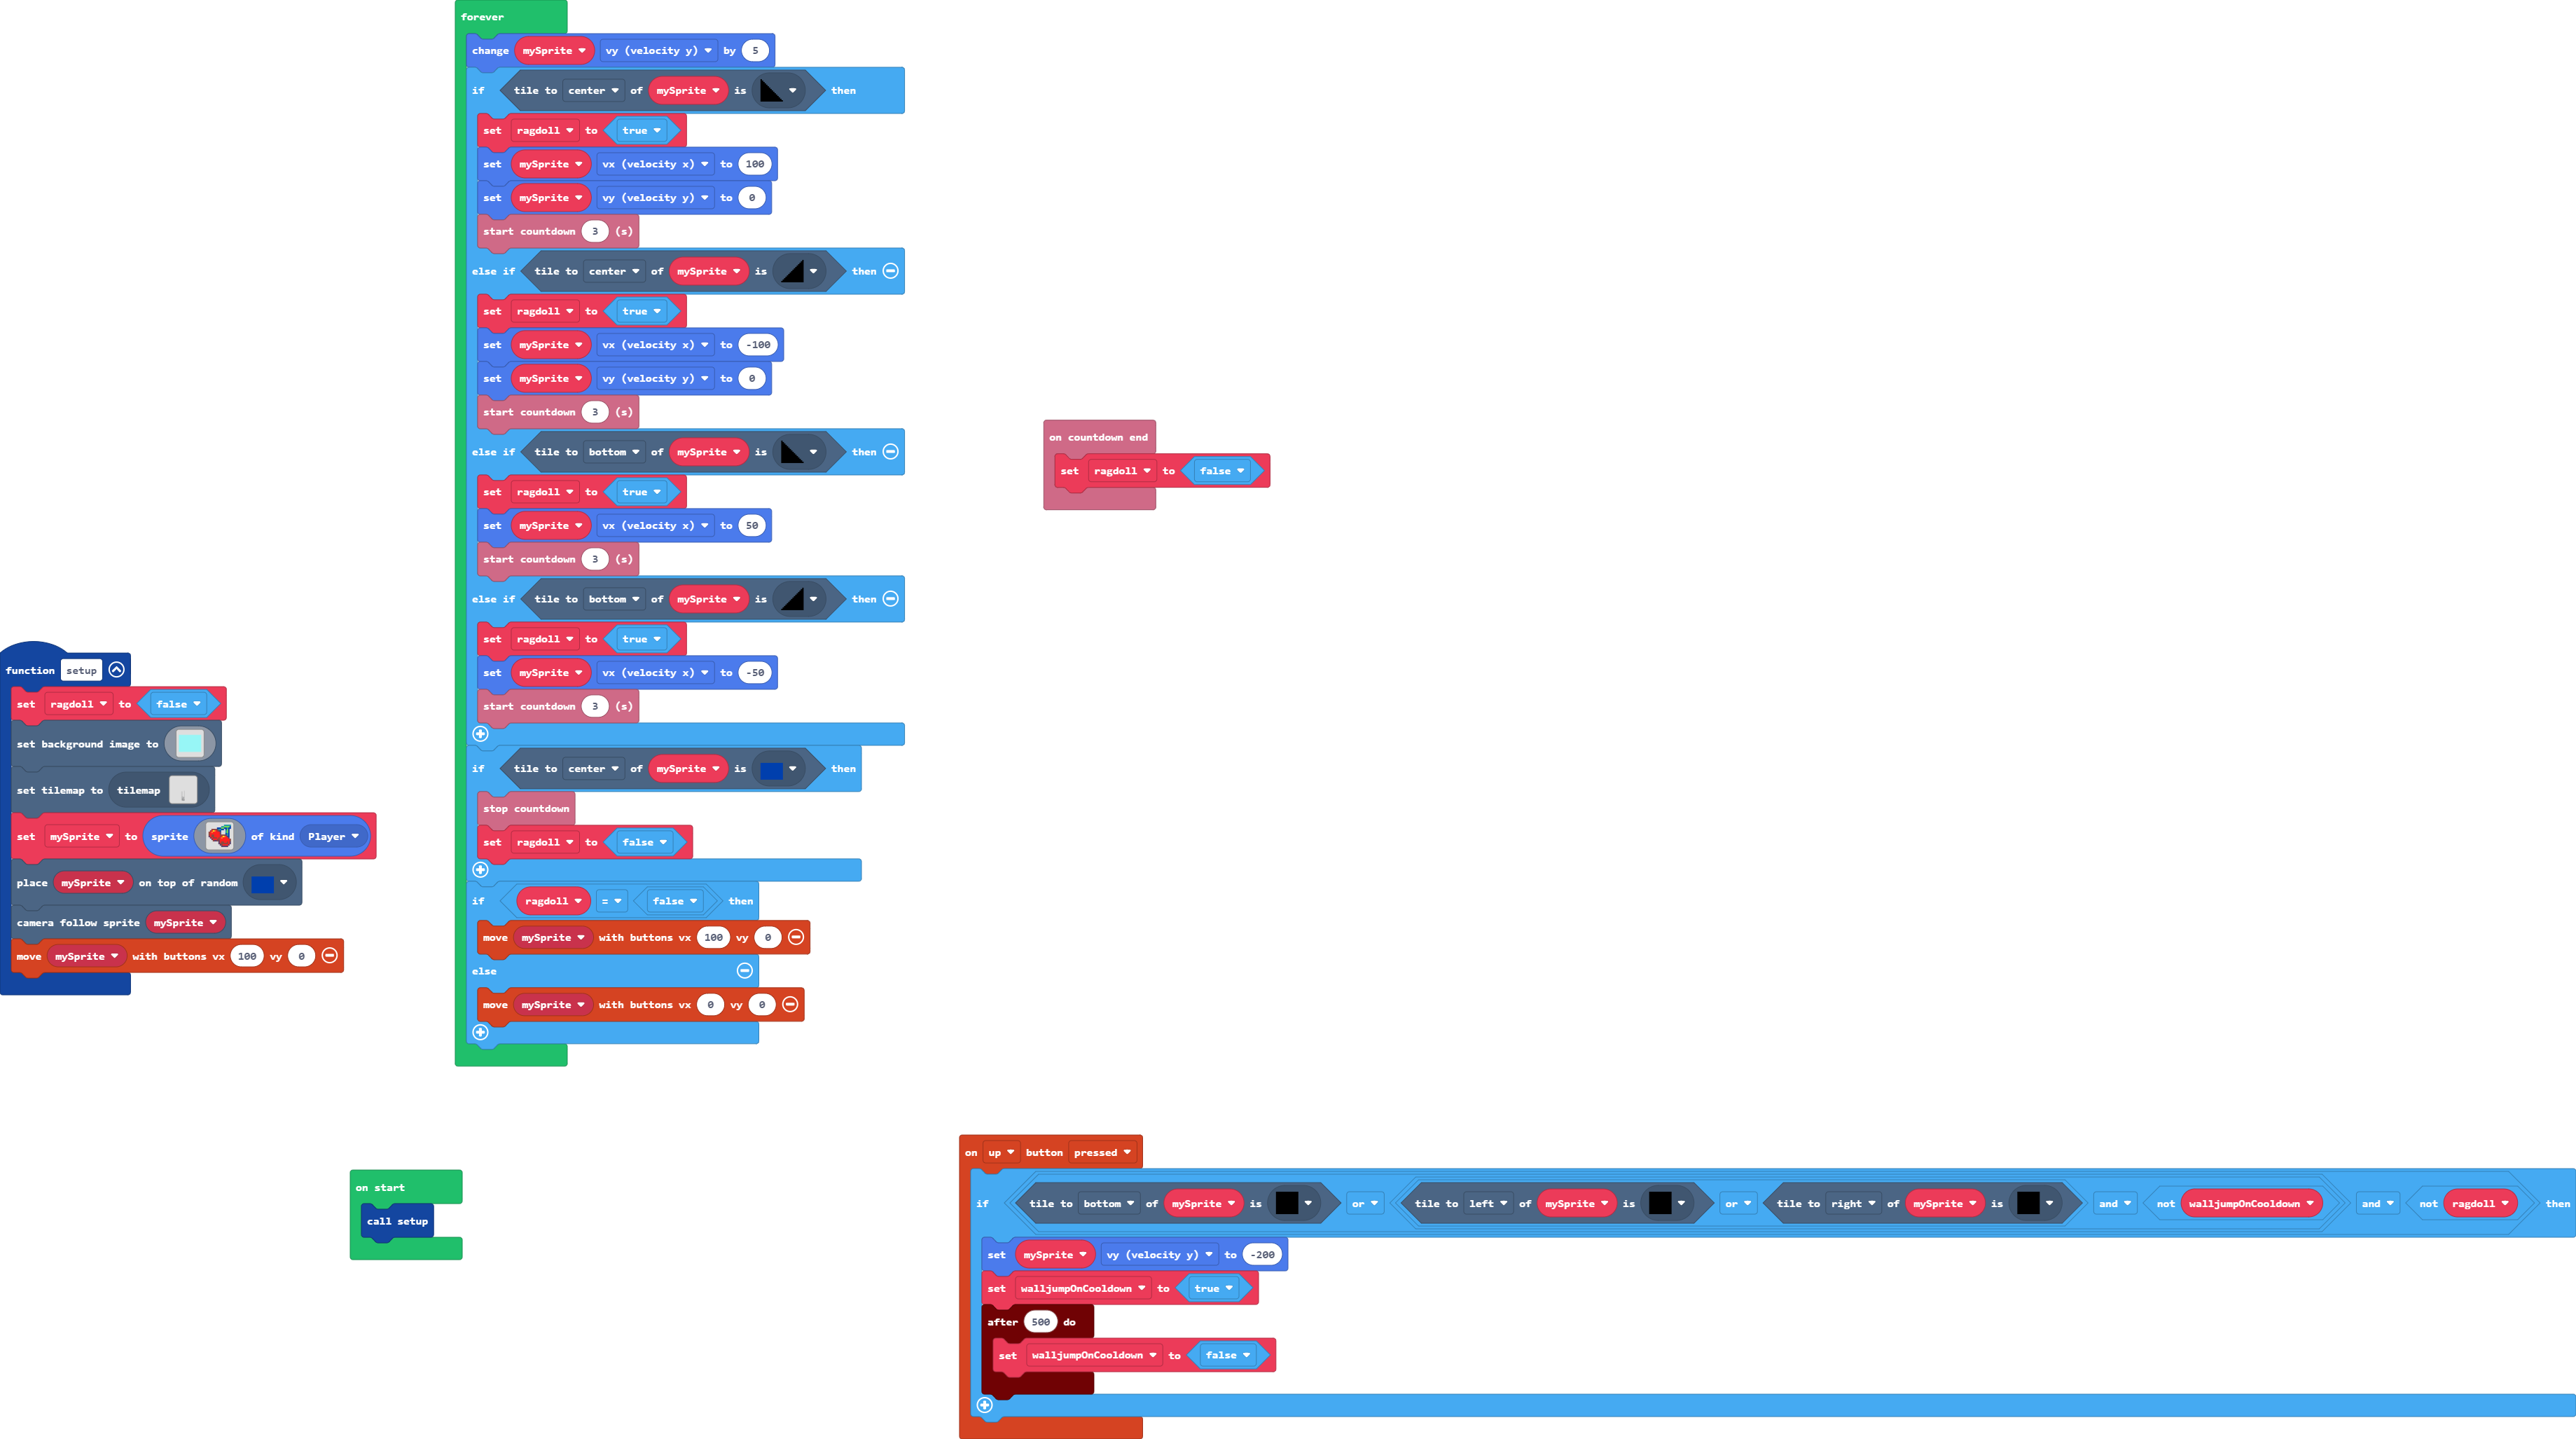 forever
change mySprite vy (velocity y) by 5
if tile to center of mySprite is then
set ragdoll to true
set mySprite vx (velocity x) to 100
set mySprite vy (velocity y) to 0
start countdown 3 (s)
else if tile to center of mySprite is then
set ragdoll to true
set mySprite vx (velocity x) to -100
set mySprite vy (velocity y) to 0
start countdown 3 (s)
else if tile to bottom of mySprite is then
set ragdoll to true
set mySprite vx (velocity x) to 50
start countdown 3 (s)
else if tile to bottom of mySprite is then
set ragdoll to true
set mySprite vx (velocity x) to -50
start countdown 3 (s)
if tile to center of mySprite is then
stop countdown
set ragdoll to false
if ragdoll = false then
move mySprite with buttons vx 100 vy 0
else
move mySprite with buttons vx 0 vy 0
on countdown end
set ragdoll to false
function setup
set ragdoll to false
set background image to
set tilemap to tilemap
set mySprite to sprite of kind Player
place mySprite on top of random
camera follow sprite mySprite
move mySprite with buttons vx 100 vy 0
on start
call setup
on up button pressed
if tile to bottom of mySprite is or tile to left of mySprite is or tile to right of mySprite is and not walljumpOnCooldown and not ragdoll then
set mySprite vy (velocity y) to -200
set walljumpOnCooldown to true
after 500 do
set walljumpOnCooldown to false